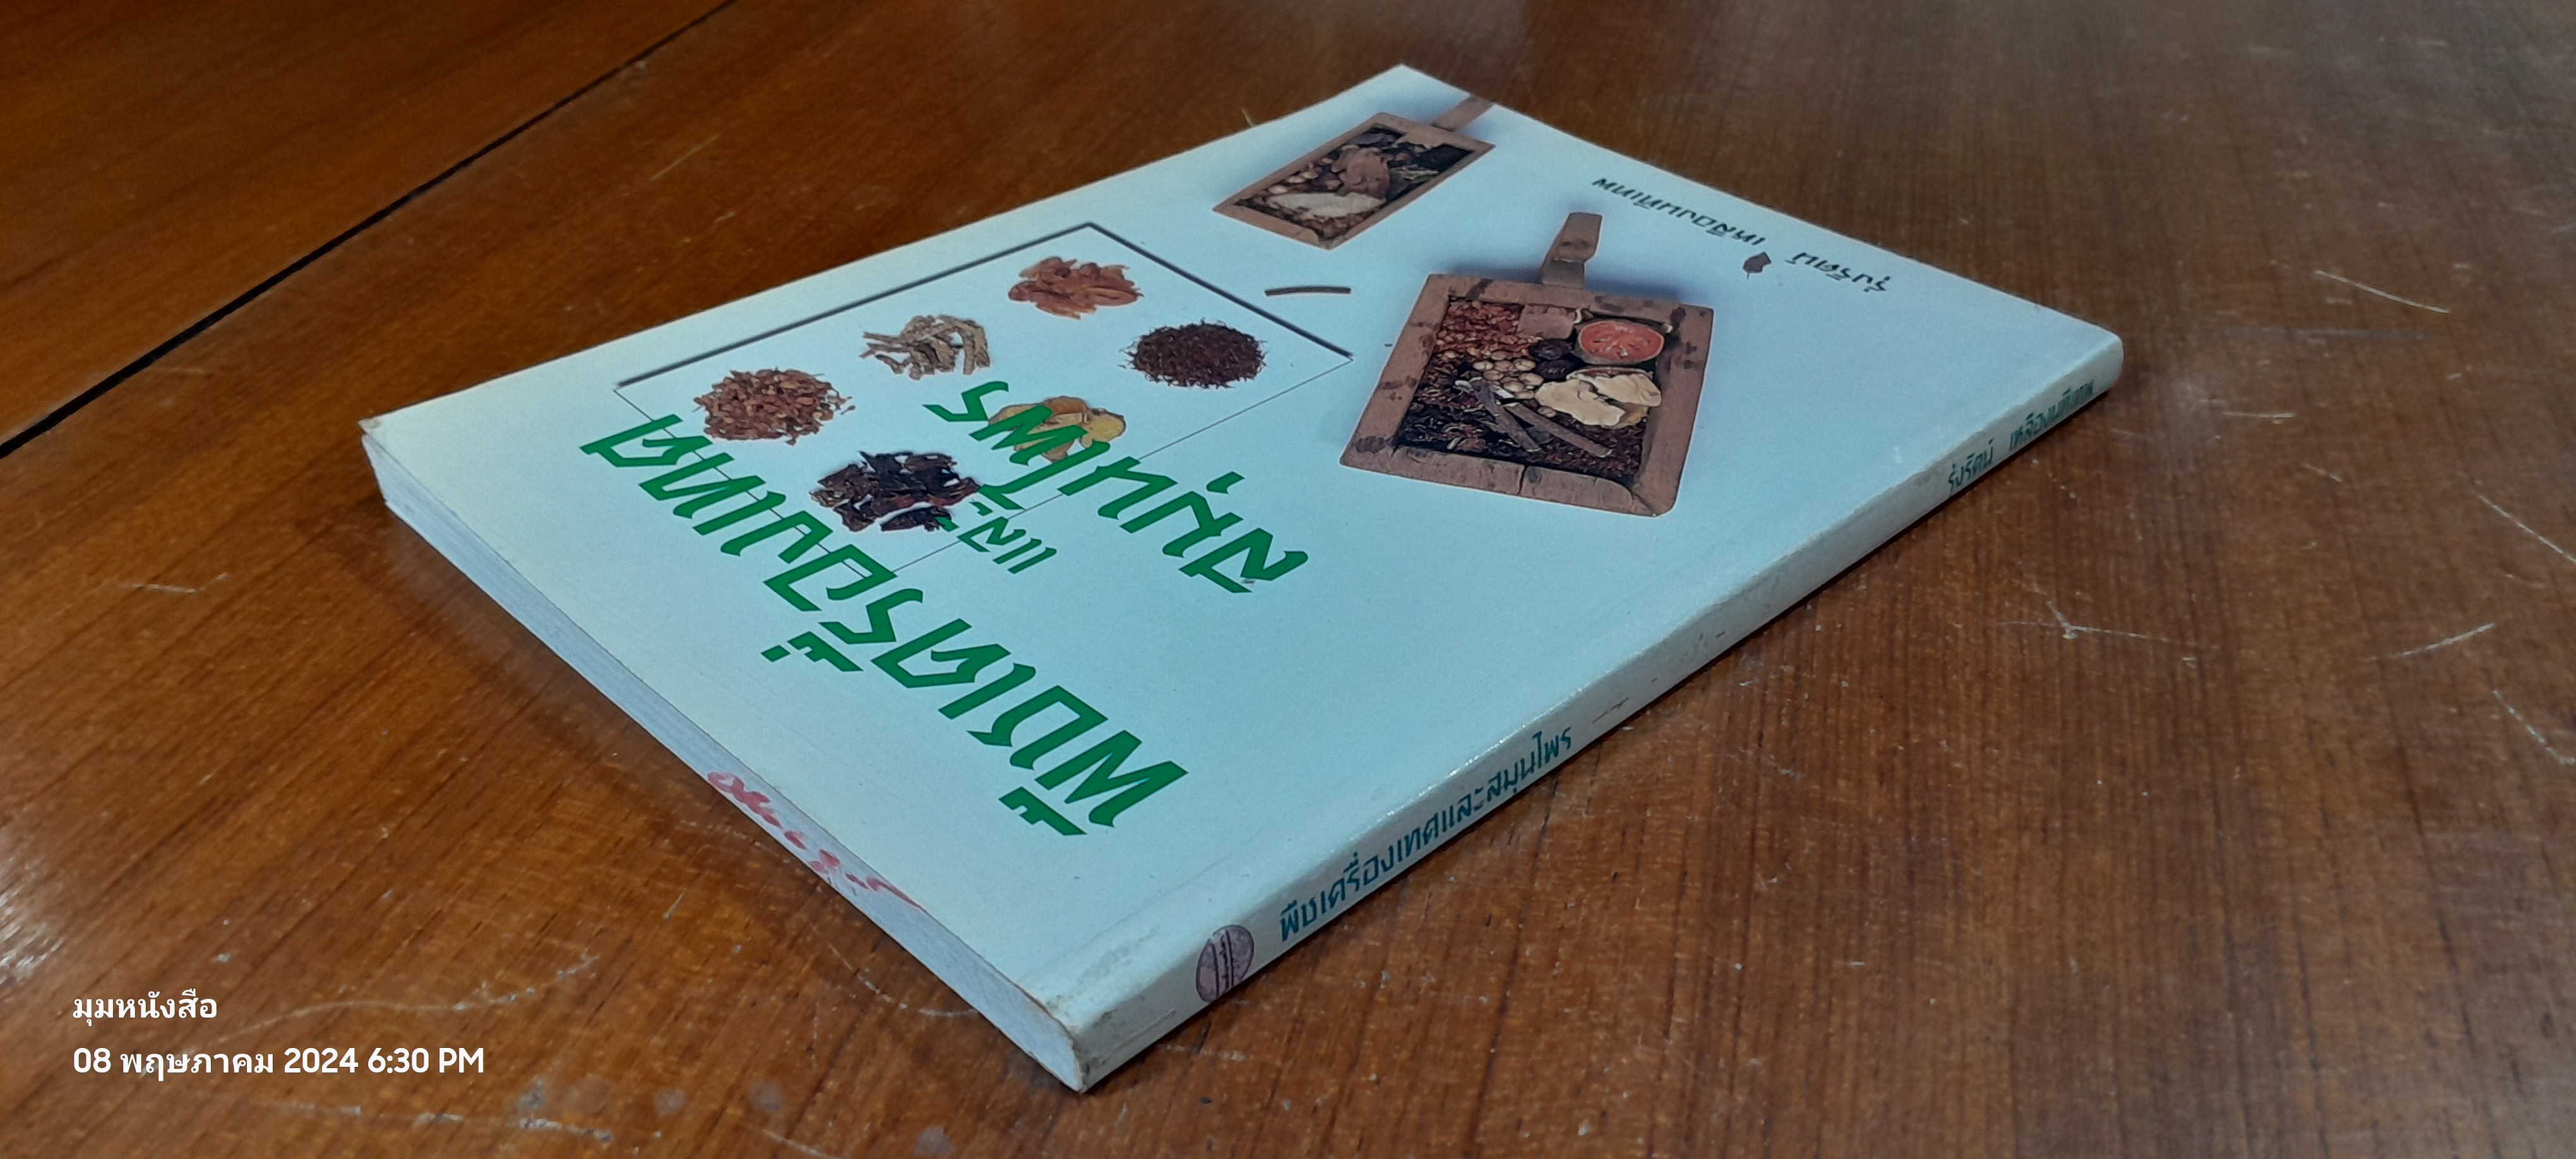 พืชเครื่องเทศ
และ
สมุนไพร
รุ่งรัตน์ เหลืองนทีเทพ
พืชเครื่องเทศและสมุนไพร
รุ่งรัตน์ เหลืองนทีเทพ
มุมหนังสือ
08 พฤษภาคม 2024 6:30 PM